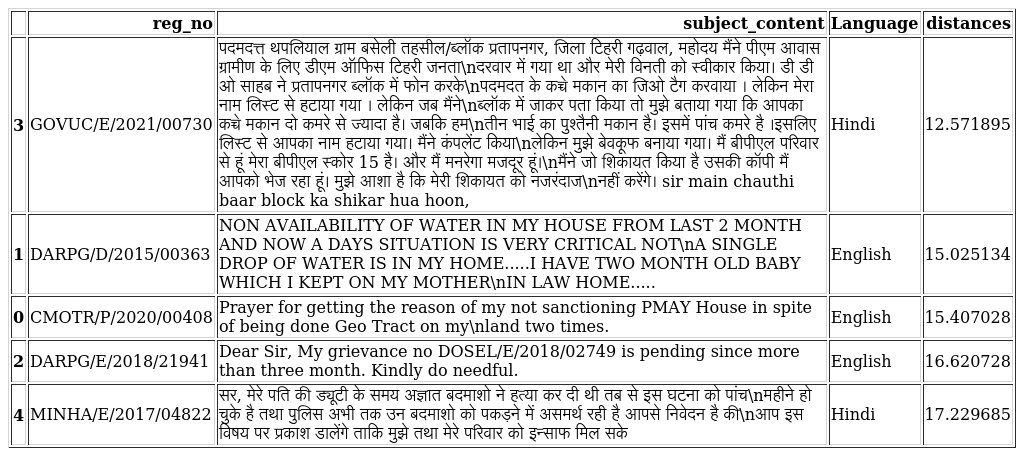 reg_no subject_content Language distances
पदमदत्त थपलियाल ग्राम बसेली तहसील/ब्लॉक प्रतापनगर, जिला टिहरी गढ़वाल, महोदय मैंने पीएम आवास
ग्रामीण के लिए डीएम ऑफिस टिहरी जनता\nदरवार में गया था और मेरी विनती को स्वीकार किया। डी डी
ओ साहब ने प्रतापनगर ब्लॉक में फोन करके\nपदमदत के कच्चे मकान का जिओ टैग करवाया । लेकिन मेरा
नाम लिस्ट से हटाया गया । लेकिन जब मैंने\nब्लॉक में जाकर पता किया तो मुझे बताया गया कि आपका
3 GOVUC/E/2021/00730 कच्चे मकान दो कमरे से ज्यादा है। जबकि हम\nतीन भाई का पुश्तैनी मकान है। इसमें पांच कमरे है ।इसलिए Hindi 12.571895
लिस्ट से आपका नाम हटाया गया। मैंने कंपलेंट किया\nलेकिन मुझे बेवकूफ बनाया गया। मैं बीपीएल परिवार
से हूं मेरा बीपीएल स्कोर 15 है। और मैं मनरेगा मजदूर हूं।\nमैंने जो शिकायत किया है उसकी कॉपी मैं
आपको भेज रहा हूं। मुझे आशा है कि मेरी शिकायत को नजरंदाज\nनहीं करेंगे। sir main chauthi
baar block ka shikar hua hoon,
NON AVAILABILITY OF WATER IN MY HOUSE FROM LAST 2 MONTH
AND NOW A DAYS SITUATION IS VERY CRITICAL NOT\nA SINGLE
1 DARPG/D/2015/00363 DROP OF WATER IS IN MY HOME.....I HAVE TWO MONTH OLD BABY English 15.025134
WHICH I KEPT ON MY MOTHER\nIN LAW HOME.....
0 CMOTR/P/2020/00408 Prayer for getting the reason of my not sanctioning PMAY House in spite English 15.407028
of being done Geo Tract on my\nland two times.
2 DARPG/E/2018/21941 Dear Sir, My grievance no DOSEL/E/2018/02749 is pending since more English 16.620728
than three month. Kindly do needful.
सर, मेरे पति की ड्यूटी के समय अज्ञात बदमाशो ने हत्या कर दी थी तब से इस घटना को पांच\nमहीने हो
4 MINHA/E/2017/04822 चुके है तथा पुलिस अभी तक उन बदमाशो को पकड़ने में असमर्थ रही है आपसे निवेदन है की\nआप इस Hindi 17.229685
विषय पर प्रकाश डालेंगे ताकि मुझे तथा मेरे परिवार को इन्साफ मिल सके